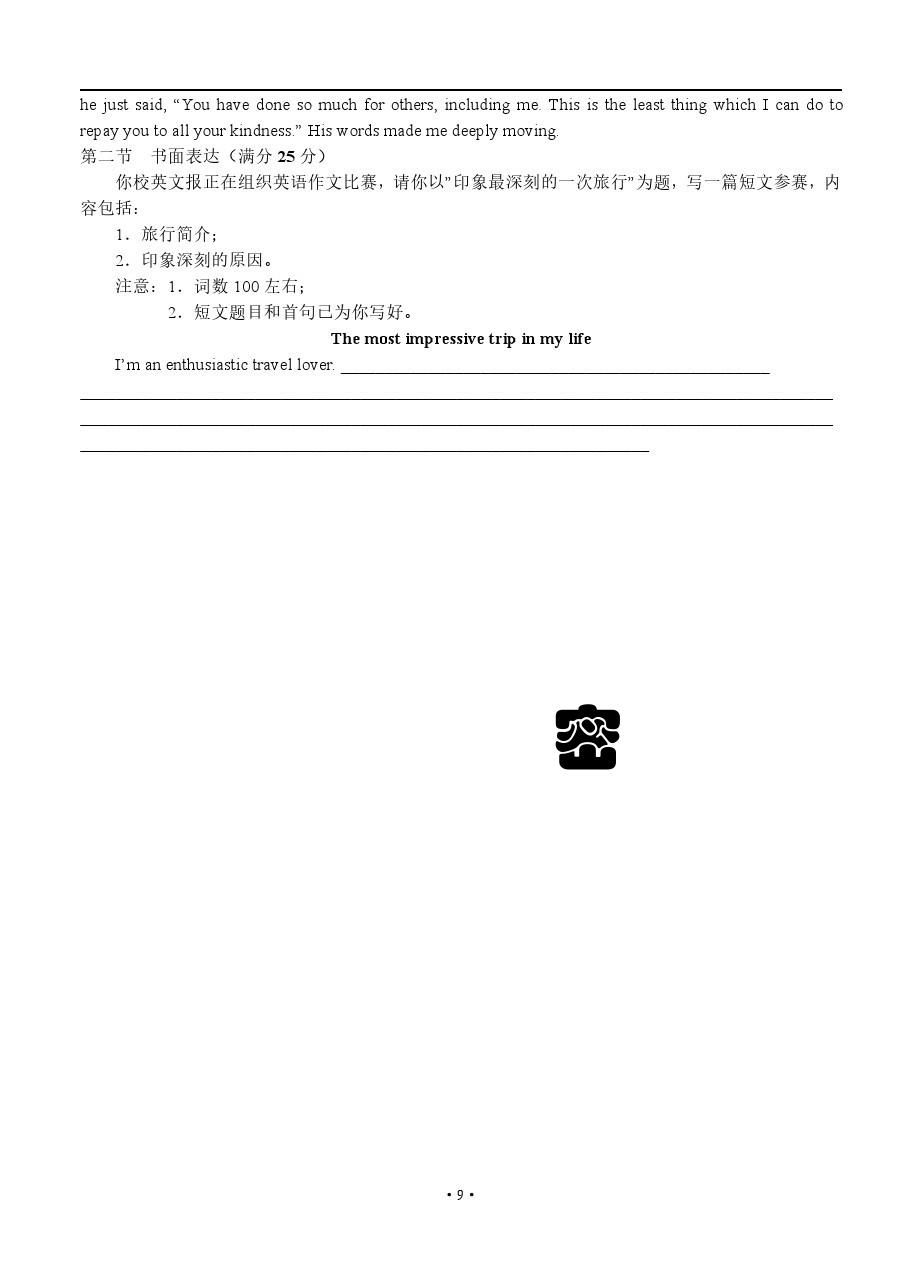 he just said, “You have done so much for others, including me. This is the least thing which I can do to
repay you to all your kindness.” His words made me deeply moving.
第二节　书面表达（满分 25 分）
你校英文报正在组织英语作文比赛，请你以”印象最深刻的一次旅行”为题，写一篇短文参赛，内
容包括：
1．旅行简介；
2．印象深刻的原因。
注意：1．词数 100 左右；
2．短文题目和首句已为你写好。
The most impressive trip in my life
I’m an enthusiastic travel lover. ____________________
____________________
____________________
____________________
• 9 •